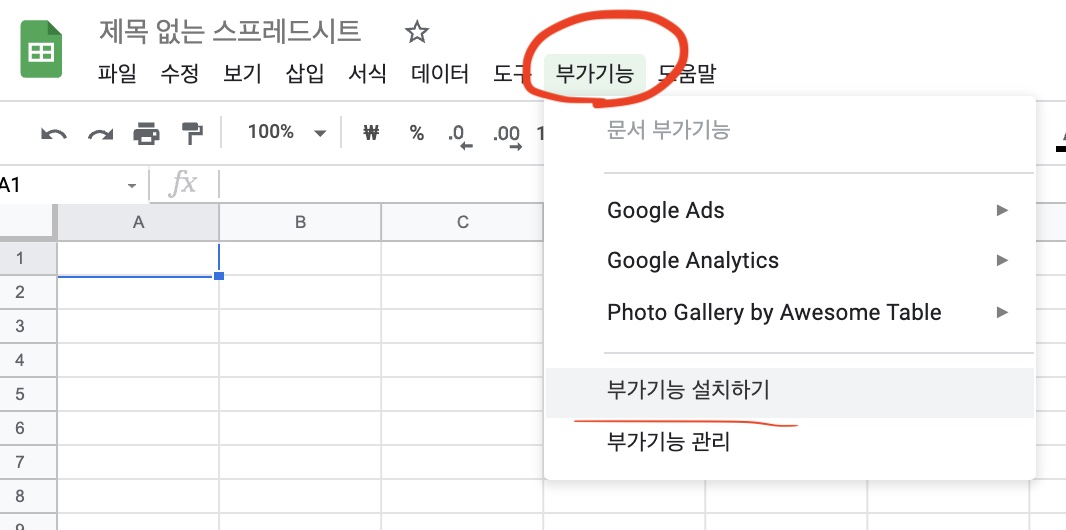 제목 없는 스프레드시트
파일 수정 보기 삽입 서식 데이터 도구 부가기능 도움말
100% ₩ % .0 .00 1
문서 부가기능
A1 fx
Google Ads
A B C
Google Analytics
1
2
Photo Gallery by Awesome Table
3
4
부가기능 설치하기
5
6
부가기능 관리
7
8
9